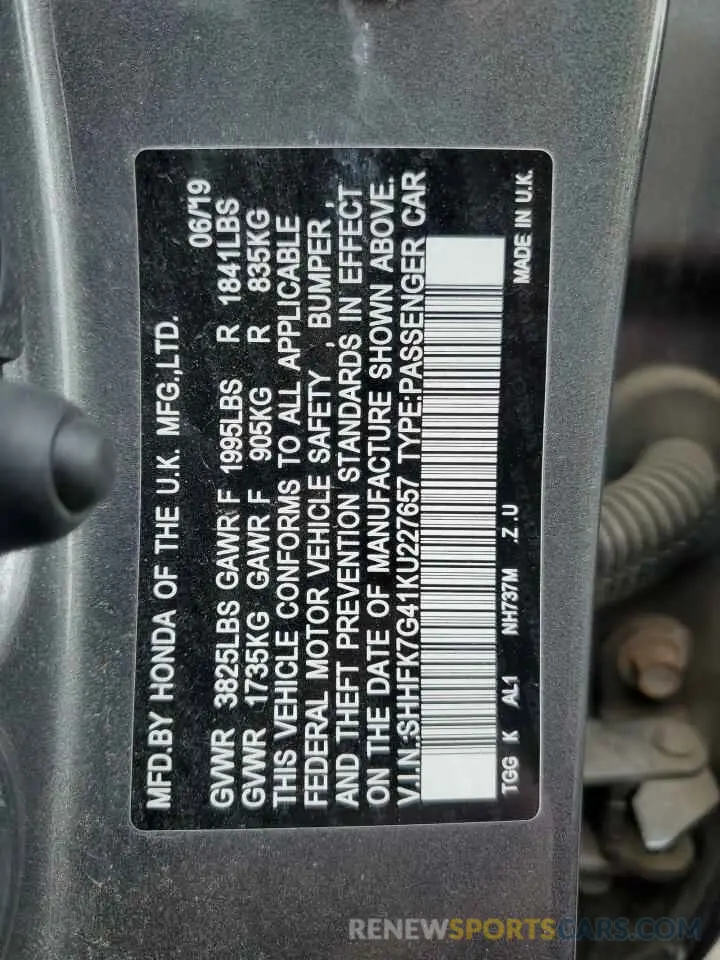 MFD.BY HONDA OF THE U.K. MFG.,LTD. 06/19
GVWR 3825LBS GAWR F 1995LBS R 1841LBS
GVWR 1735KG GAWR F 905KG R 835KG
THIS VEHICLE CONFORMS TO ALL APPLICABLE
FEDERAL MOTOR VEHICLE SAFETY , BUMPER ,
AND THEFT PREVENTION STANDARDS IN EFFECT
ON THE DATE OF MANUFACTURE SHOWN ABOVE.
V.I.N.:SHHFK7G41KU227657 TYPE:PASSENGER CAR
TGG K AL1 NH737M Z.U MADE IN U.K.
RENEWSPORTSCARS.COM